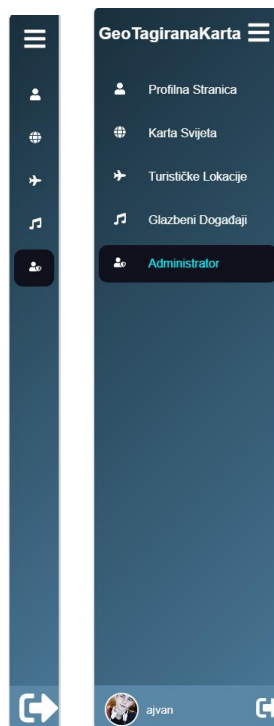 GeoTagiranaKarta
Profilna Stranica
Karta Svijeta
Turističke Lokacije
Glazbeni Događaji
Administrator
ajvan